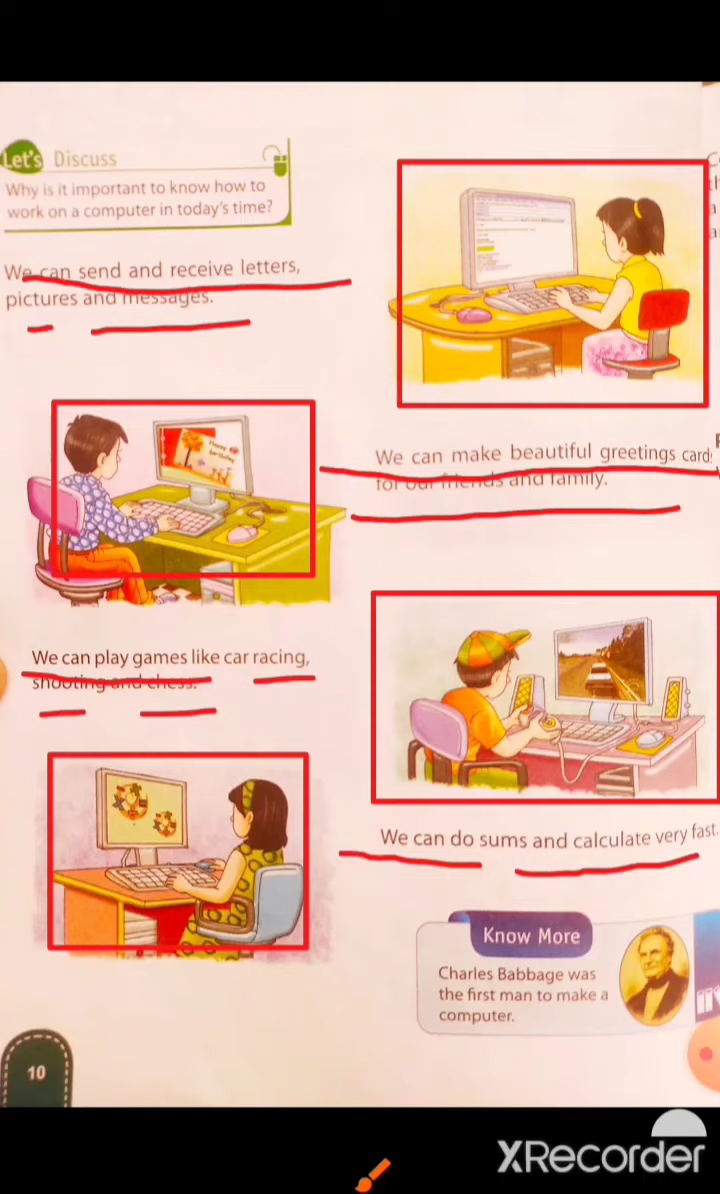 Let's Discuss
Why is it important to know how to
work on a computer in today's time?
We can send and receive letters,
pictures and messages.
Happy
birthday
We can make beautiful greetings card
for our friends and family.
We can play games like car racing,
shooting and chess.
We can do sums and calculate very fast.
Know More
Charles Babbage was
the first man to make a
computer.
10
XRecorder